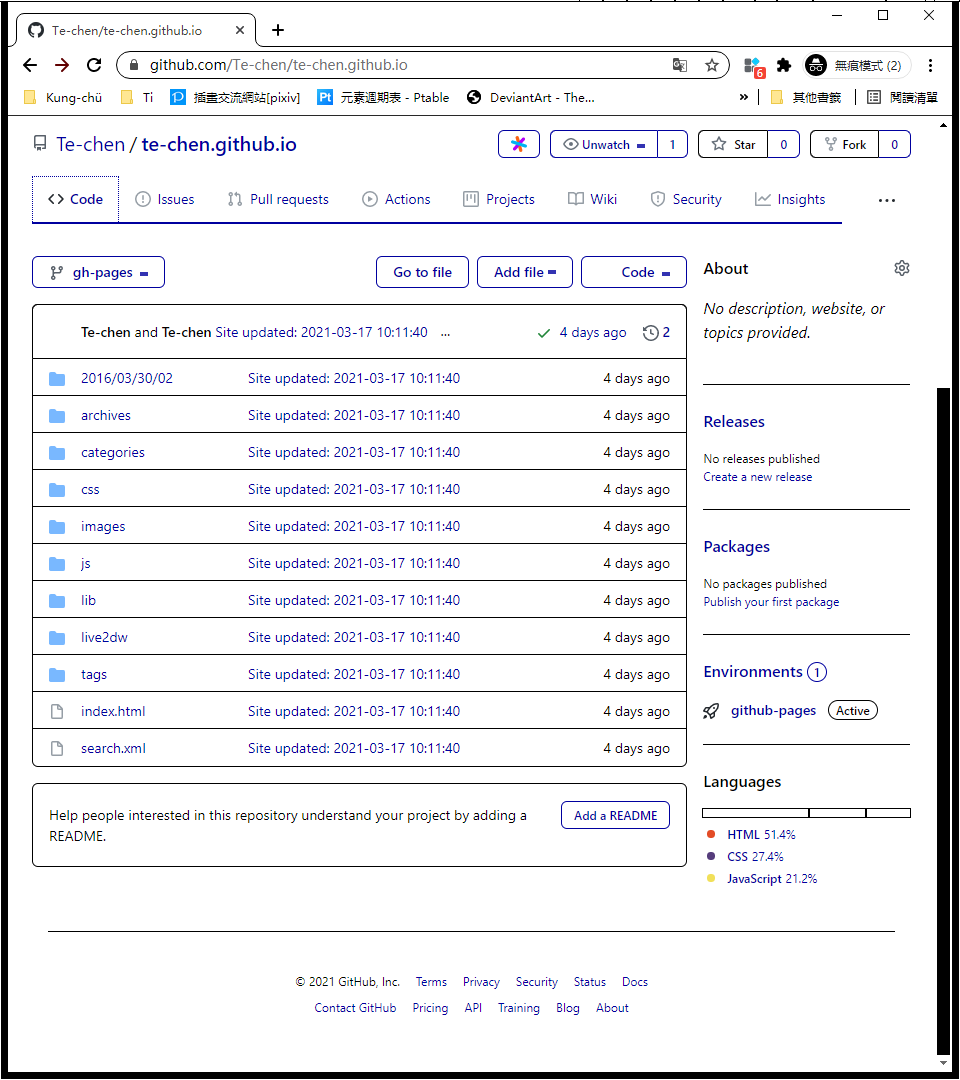 Te-chen/te-chen.github.io
github.com/Te-chen/te-chen.github.io
6
無痕模式 (2)
Kung-chú
Ti
插畫交流網站[pixiv]
Pt 元素週期表 - Ptable
DeviantArt - The...
»
其他書籤
閱讀清單
Te-chen / te-chen.github.io
Unwatch 1
Star 0
Fork 0
Code
Issues
Pull requests
Actions
Projects
Wiki
Security
Insights
...
gh-pages
Go to file
Add file
Code
Te-chen and Te-chen Site updated: 2021-03-17 10:11:40 ... 4 days ago 2
2016/03/30/02 Site updated: 2021-03-17 10:11:40 4 days ago
archives Site updated: 2021-03-17 10:11:40 4 days ago
categories Site updated: 2021-03-17 10:11:40 4 days ago
css Site updated: 2021-03-17 10:11:40 4 days ago
images Site updated: 2021-03-17 10:11:40 4 days ago
js Site updated: 2021-03-17 10:11:40 4 days ago
lib Site updated: 2021-03-17 10:11:40 4 days ago
live2dw Site updated: 2021-03-17 10:11:40 4 days ago
tags Site updated: 2021-03-17 10:11:40 4 days ago
index.html Site updated: 2021-03-17 10:11:40 4 days ago
search.xml Site updated: 2021-03-17 10:11:40 4 days ago
Help people interested in this repository understand your project by adding a
README.
Add a README
About
No description, website, or
topics provided.
Releases
No releases published
Create a new release
Packages
No packages published
Publish your first package
Environments 1
github-pages Active
Languages
HTML 51.4%
CSS 27.4%
JavaScript 21.2%
© 2021 GitHub, Inc. Terms Privacy Security Status Docs
Contact GitHub Pricing API Training Blog About